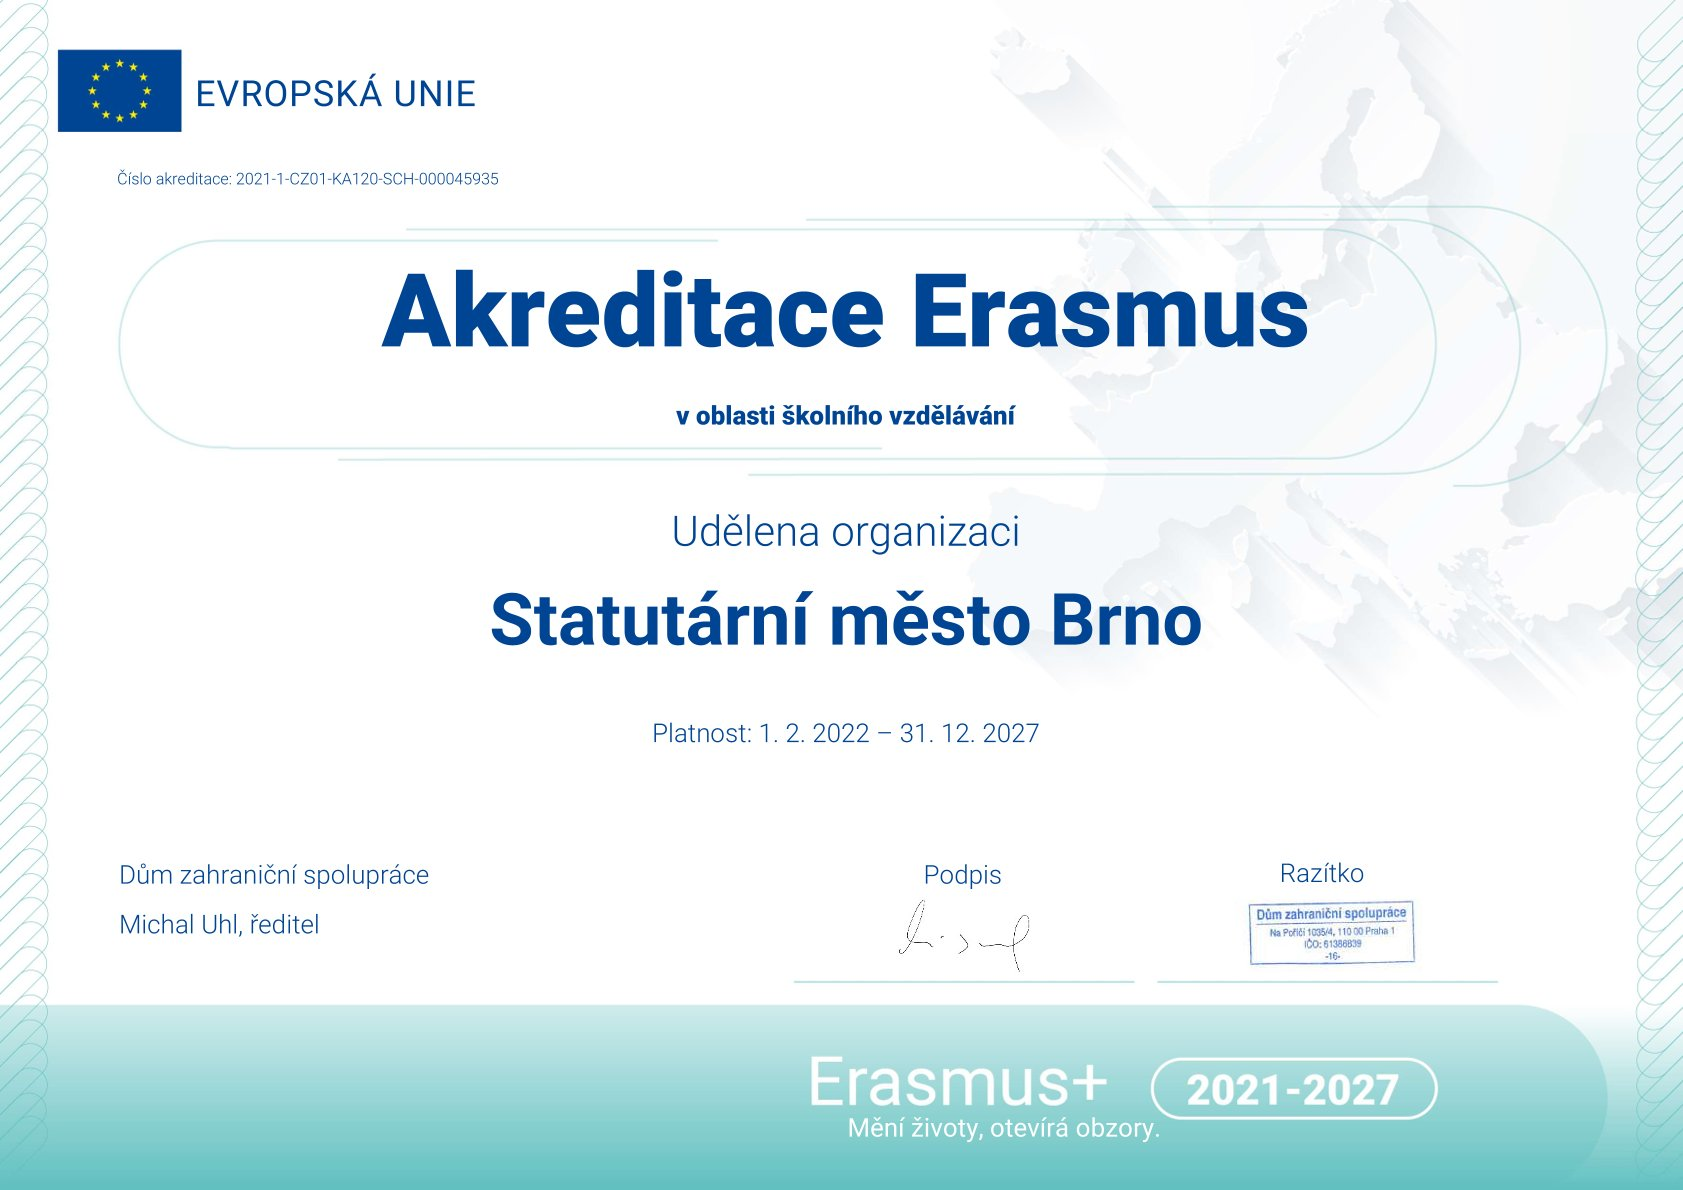 EVROPSKÁ UNIE
Číslo akreditace: 2021-1-CZ01-KA120-SCH-000045935
Akreditace Erasmus
v oblasti školního vzdělávání
Udělena organizaci
Statutární město Brno
Platnost: 1. 2. 2022 – 31. 12. 2027
Dům zahraniční spolupráce
Michal Uhl, ředitel
Podpis
Razítko
Dům zahraniční spolupráce
Na Poříčí 1035/4, 110 00 Praha 1
IČO: 61386839
-16-
Erasmus+ 2021-2027
Mění životy, otevírá obzory.